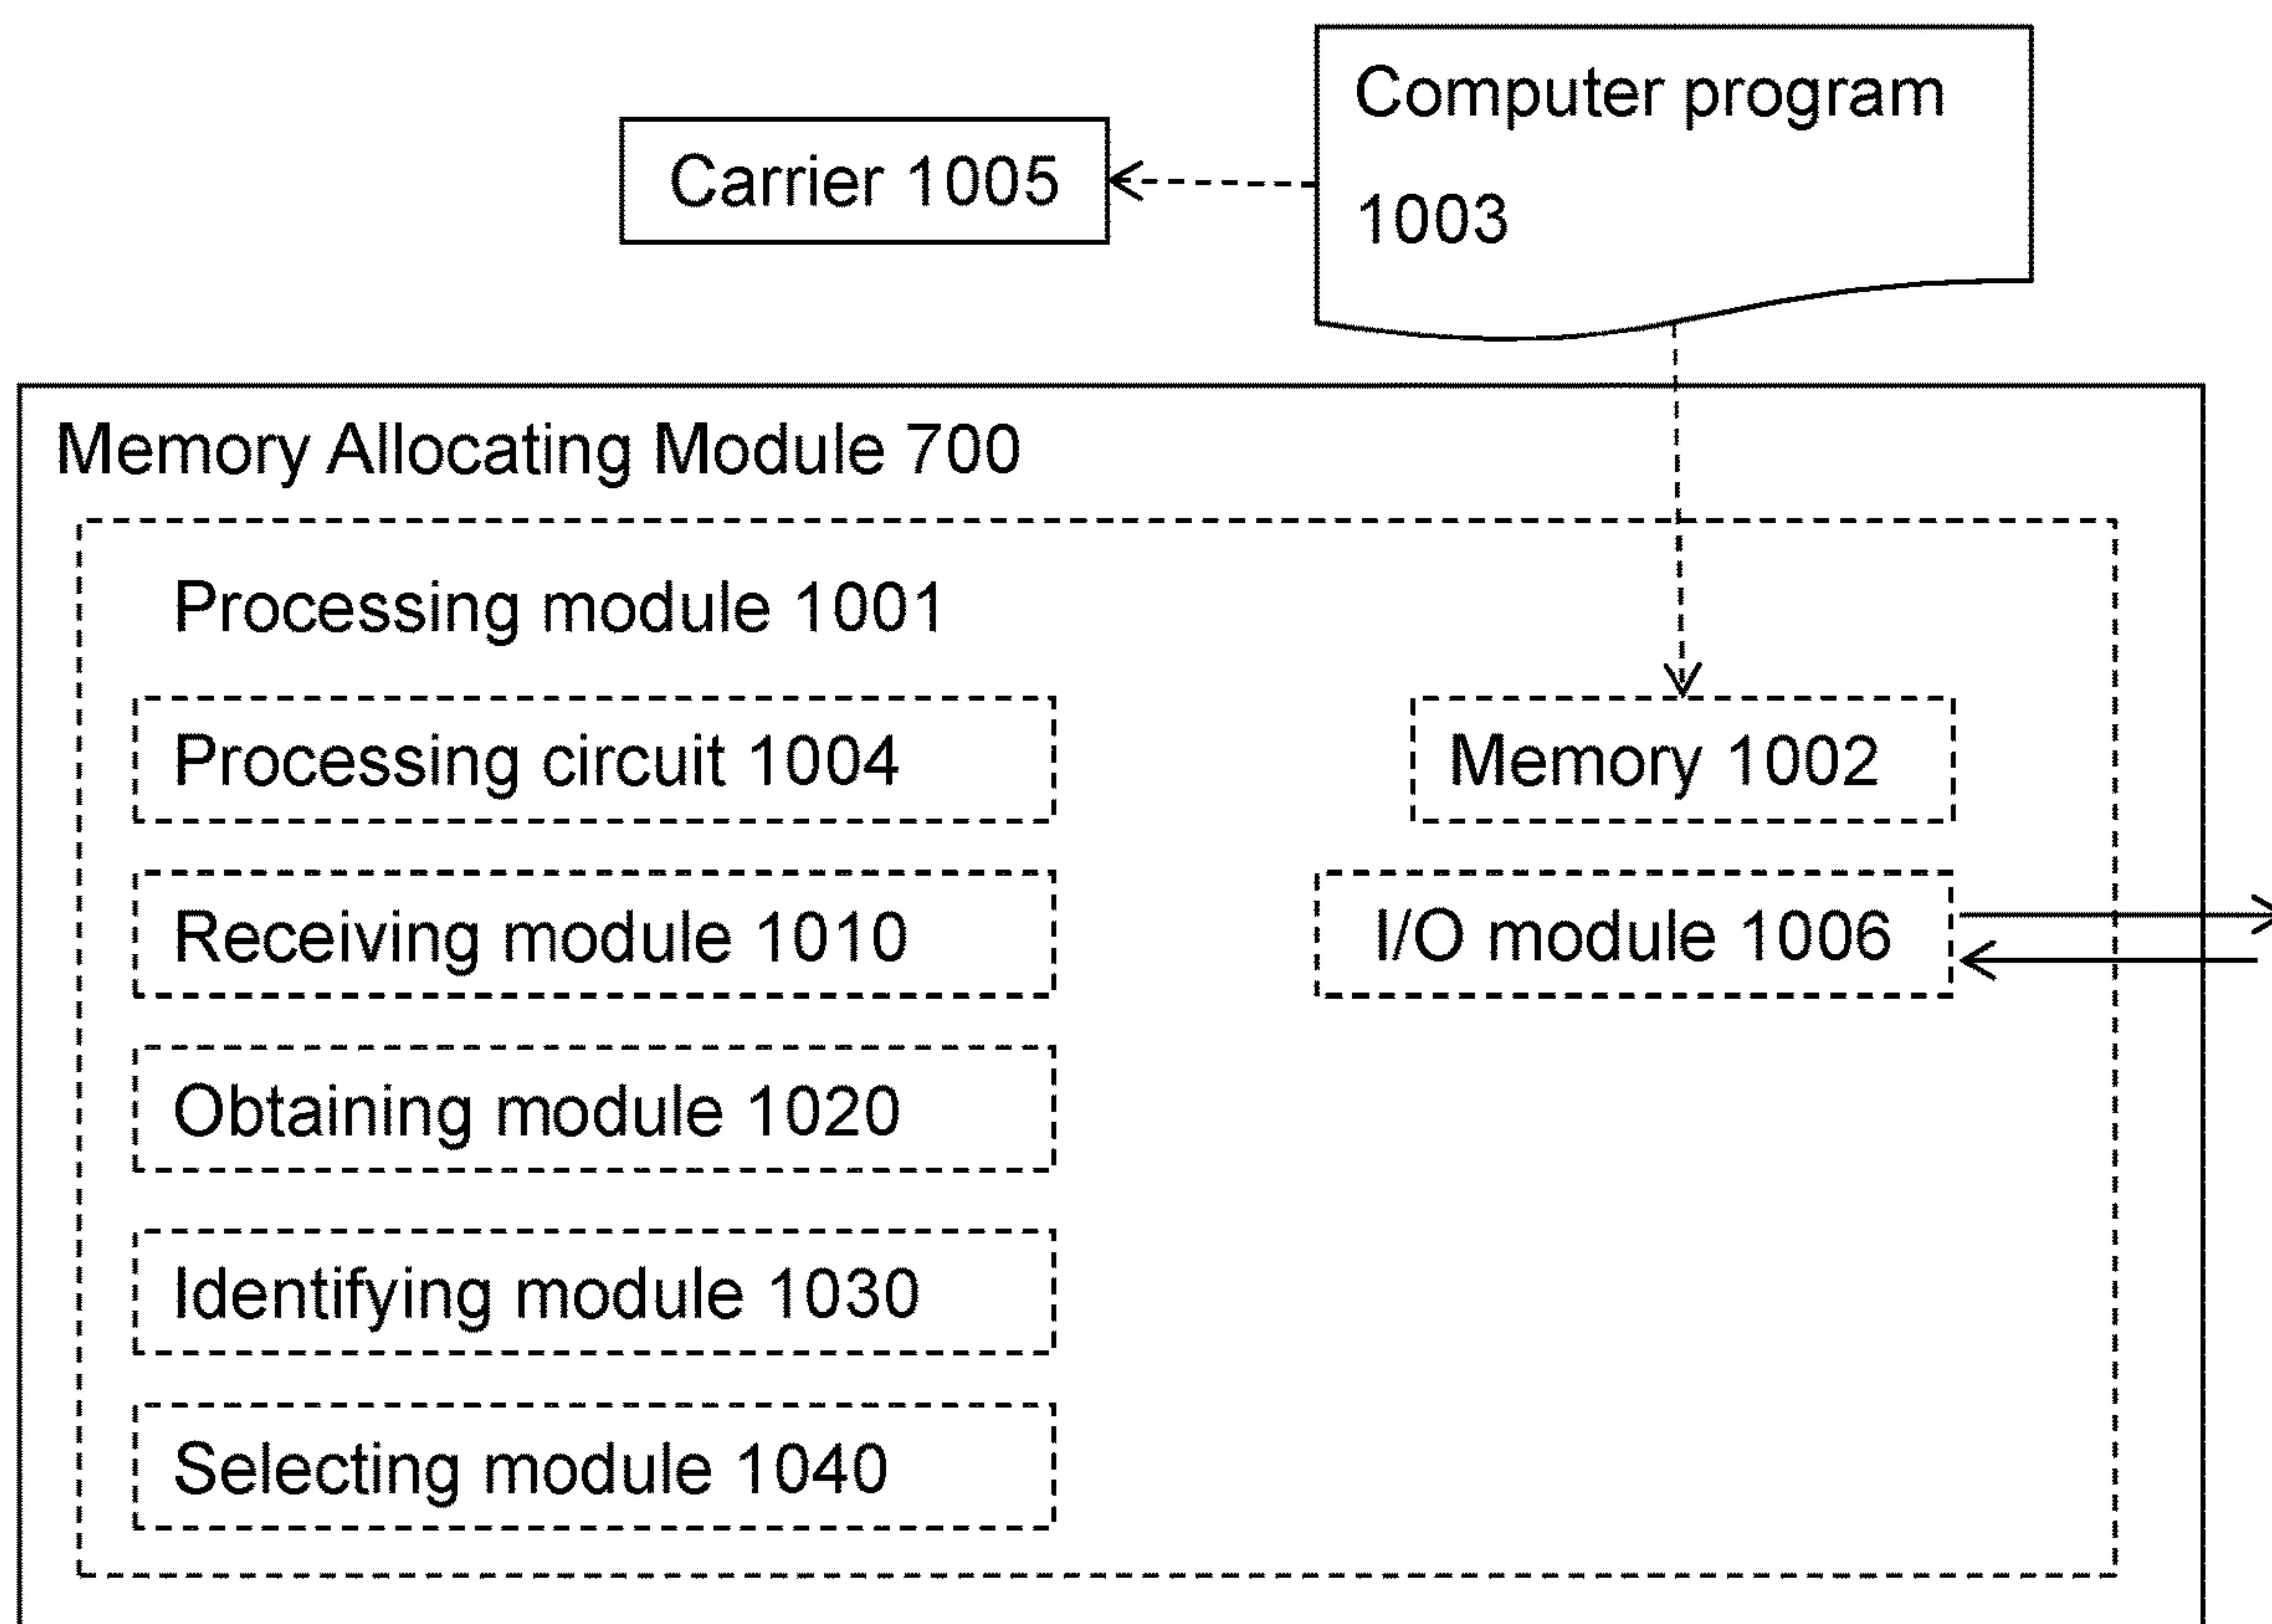 Computer program
1003
Carrier 1005
Memory Allocating Module 700
Processing module 1001
Processing circuit 1004
Memory 1002
Receiving module 1010
I/O module 1006
Obtaining module 1020
Identifying module 1030
Selecting module 1040